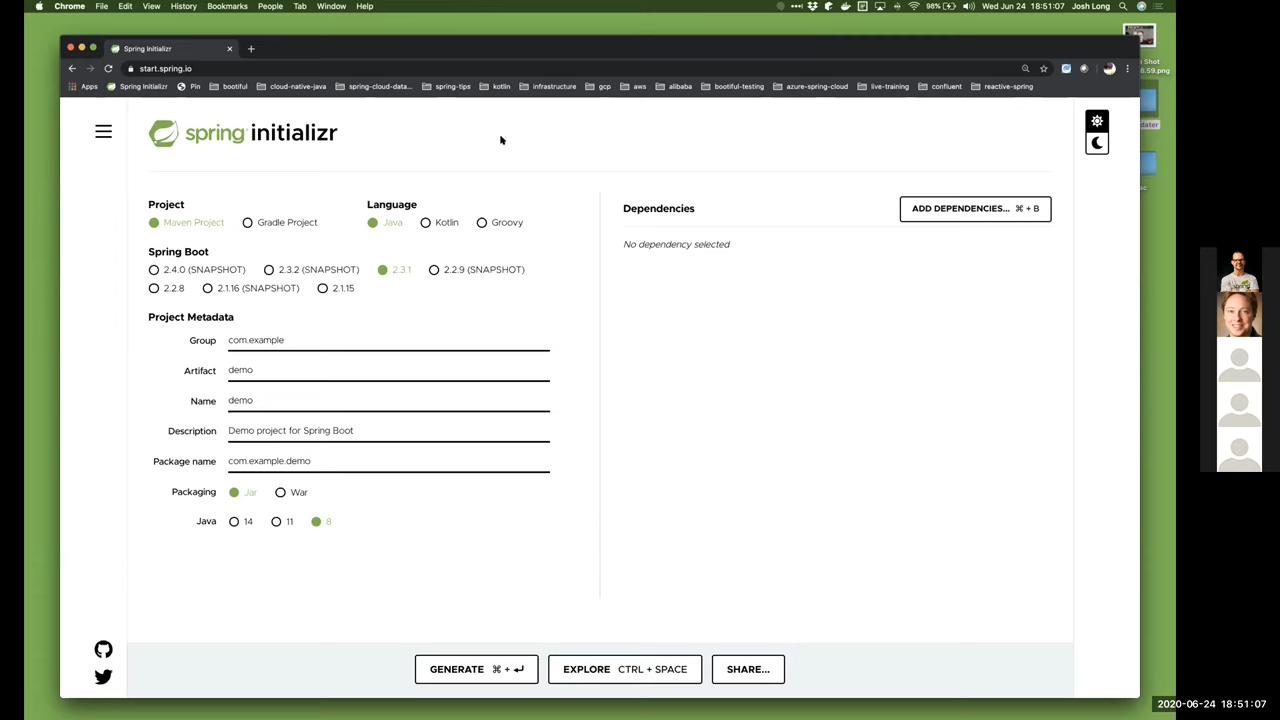 Chrome File Edit View History Bookmarks People Tab Window Help 98% Wed Jun 24 18:51:07 Josh Long
Spring Initializr
start.spring.io
Shot
8.59.png
Apps Spring Initializr Pin bootiful cloud-native-java spring-cloud-data... spring-tips kotlin infrastructure gcp aws alibaba bootiful-testing azure-spring-cloud live-training confluent reactive-spring
dater
spring initializr
Project Language
Maven Project Gradle Project Java Kotlin Groovy
Dependencies ADD DEPENDENCIES... ⌘ + B
No dependency selected
Spring Boot
2.4.0 (SNAPSHOT) 2.3.2 (SNAPSHOT) 2.3.1 2.2.9 (SNAPSHOT)
2.2.8 2.1.16 (SNAPSHOT) 2.1.15
Project Metadata
Group com.example
Artifact demo
Name demo
Description Demo project for Spring Boot
Package name com.example.demo
Packaging Jar War
Java 14 11 8
GENERATE ⌘ + ↵ EXPLORE CTRL + SPACE SHARE...
2020-06-24 18:51:07